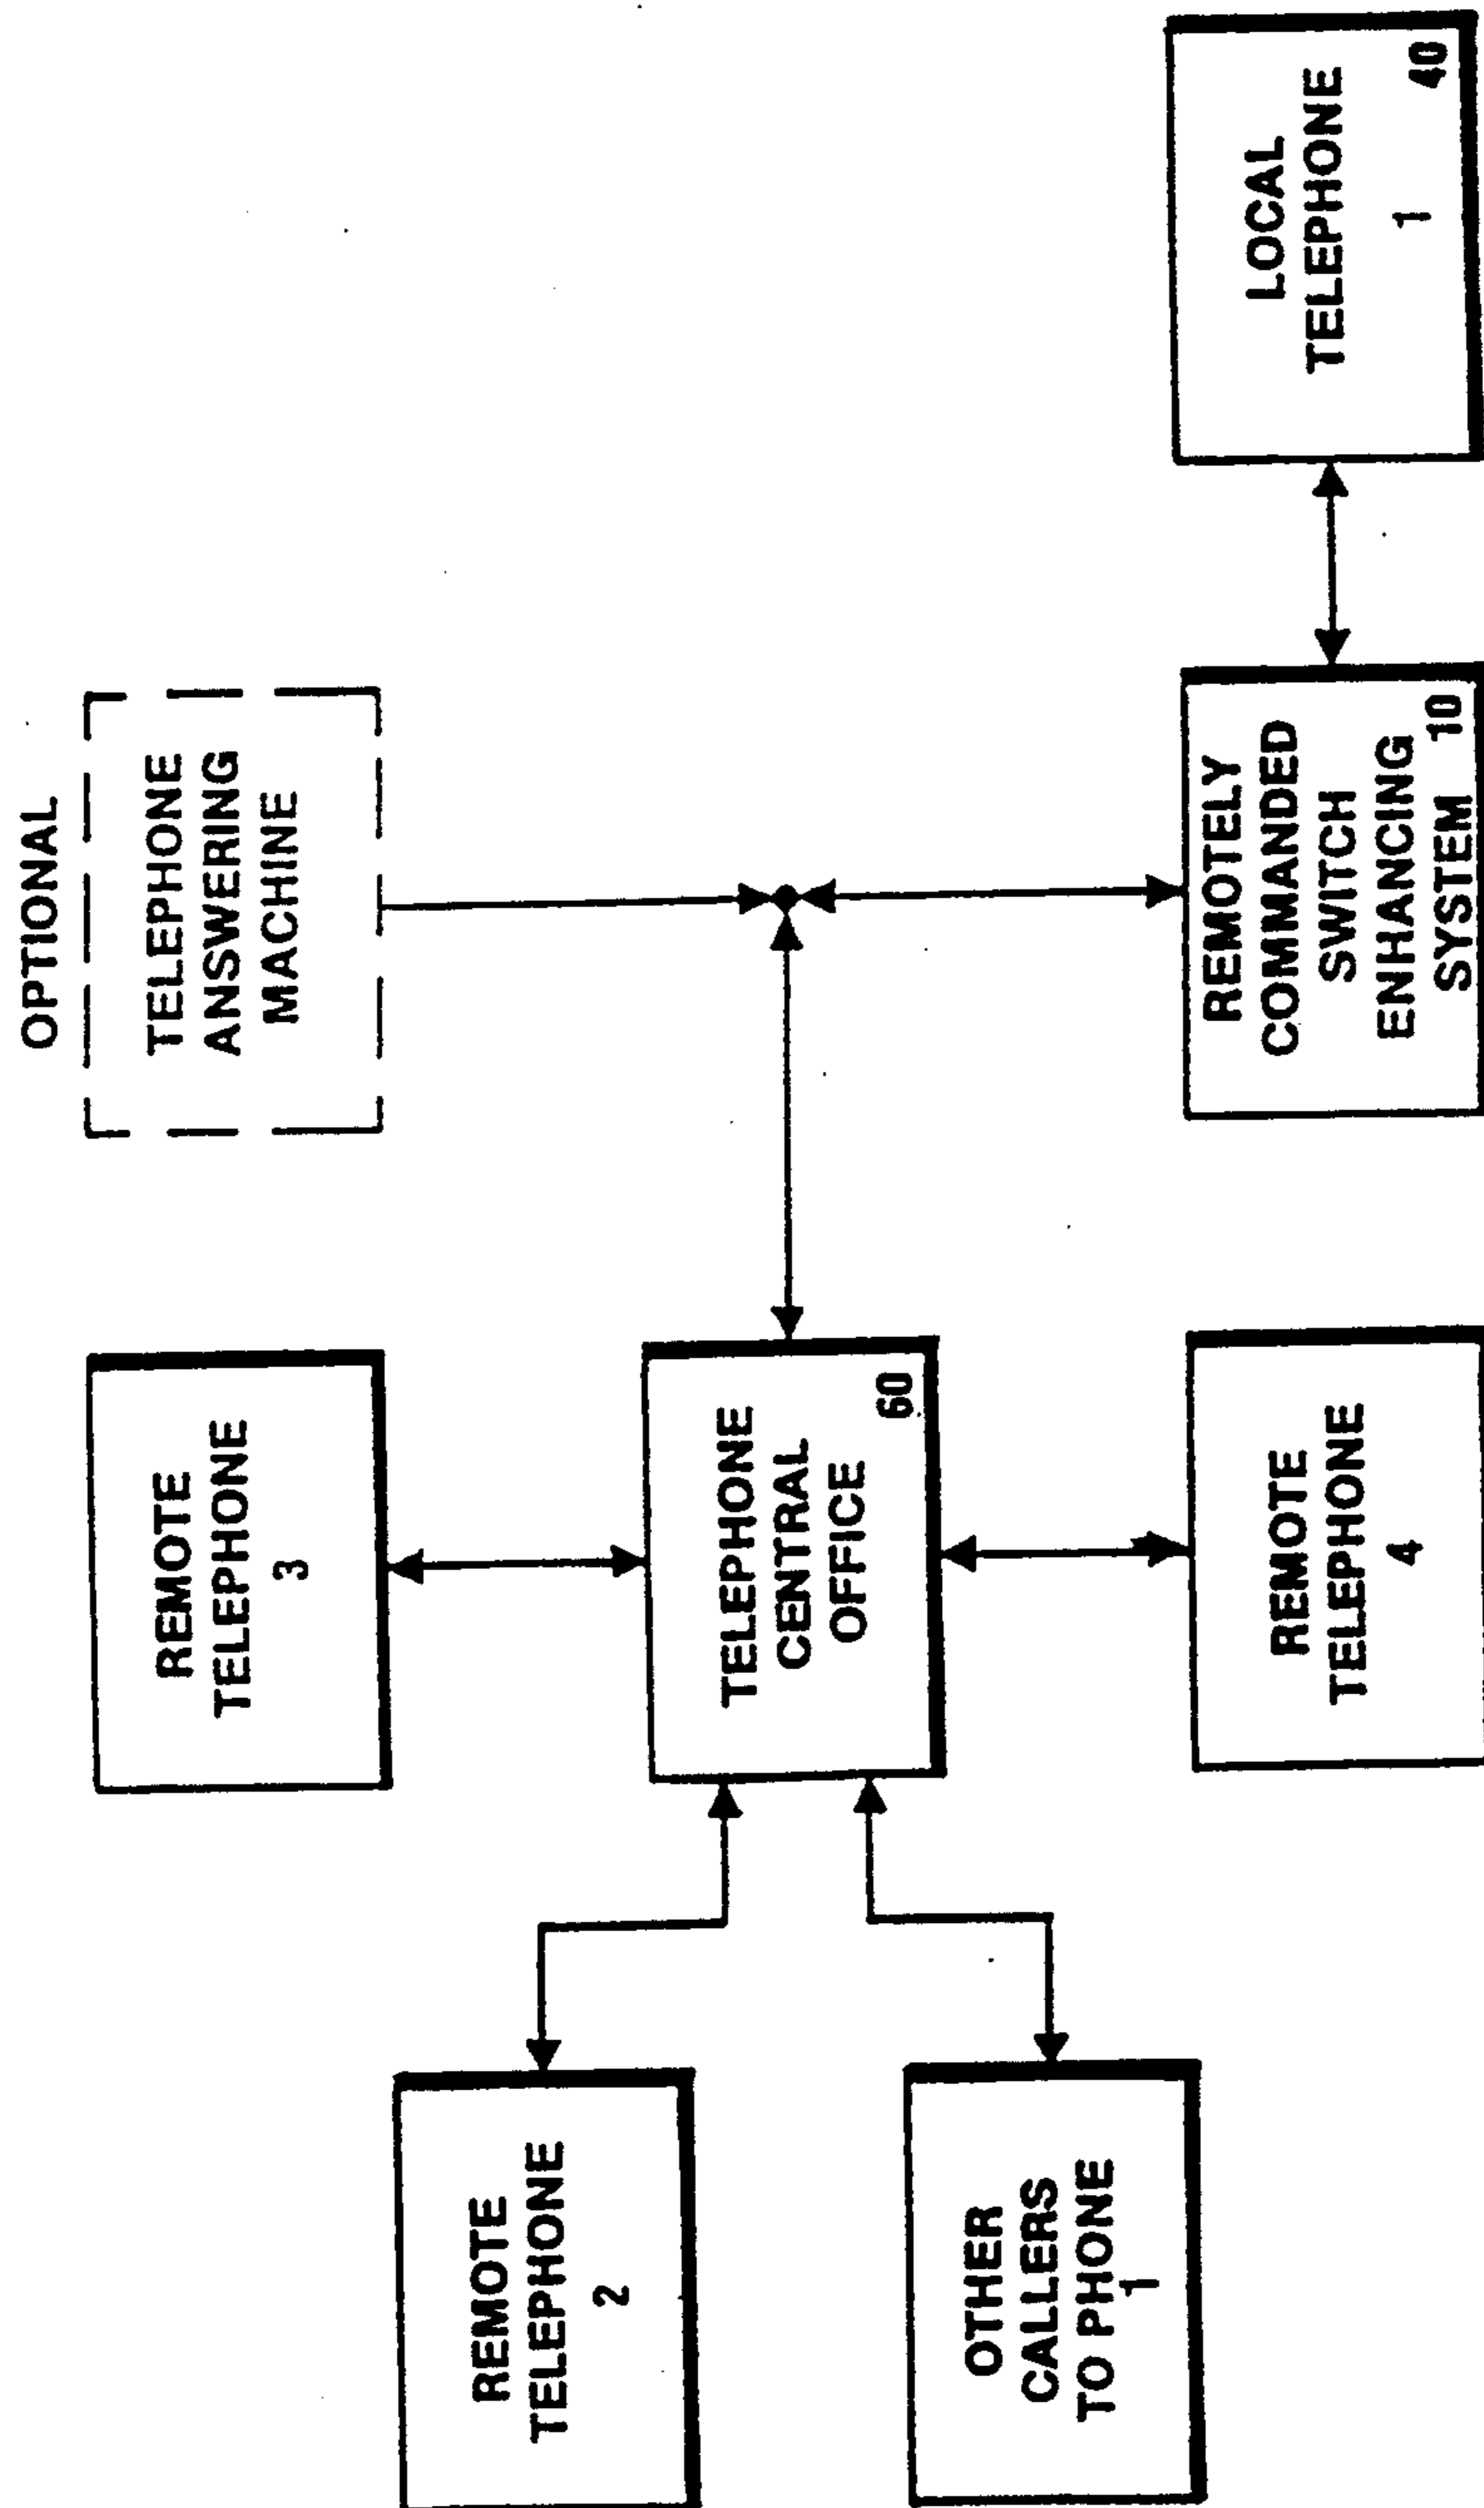 OPTIONAL
TELEPHONE
ANSWERING
MACHINE
REMOTE
TELEPHONE
3
REMOTE
TELEPHONE
2
TELEPHONE
CENTRAL
OFFICE
60
OTHER
CALLERS
TO PHONE
1
REMOTE
TELEPHONE
4
REMOTELY
COMMANDED
SWITCH
ENHANCING
SYSTEM
10
LOCAL
TELEPHONE
1
40